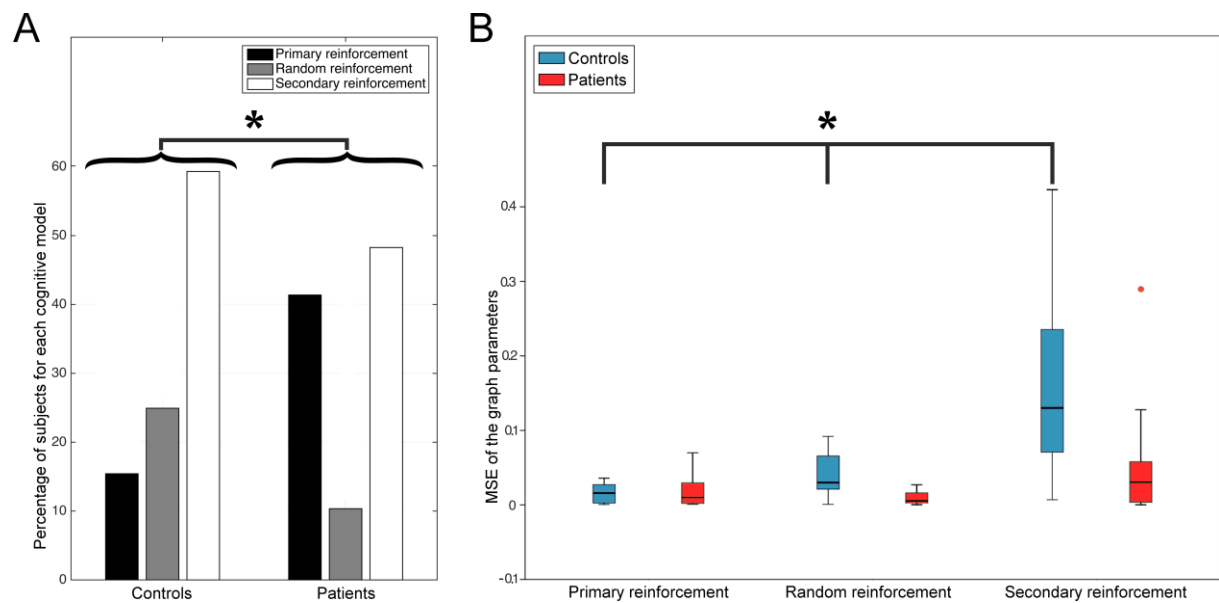 A
Primary reinforcement
Random reinforcement
Secondary reinforcement
*
60
50
40
30
20
10
0
Percentage of subjects for each cognitive model
Controls
Patients
B
Controls
Patients
*
0.4
0.3
0.2
0.1
0
-0.1
MSE of the graph parameters
Primary reinforcement
Random reinforcement
Secondary reinforcement